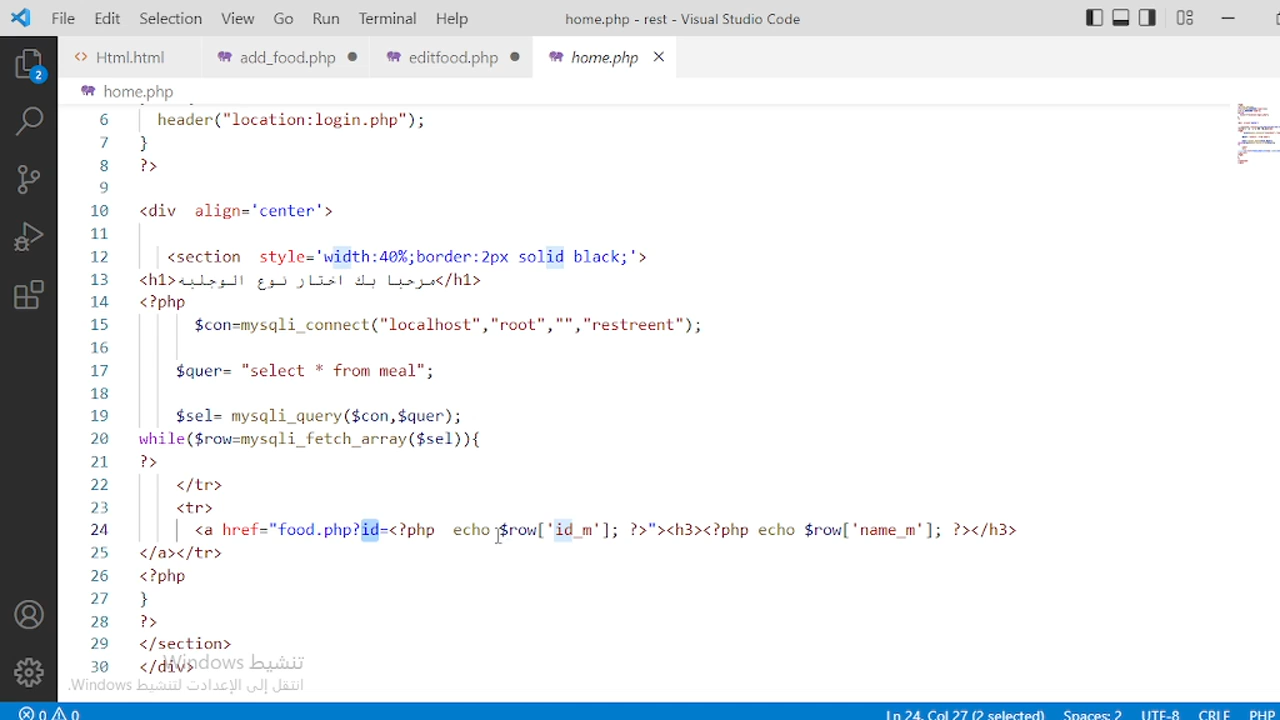 File Edit Selection View Go Run Terminal Help home.php - rest - Visual Studio Code
Html.html add_food.php editfood.php home.php
home.php
2
6 header("location:login.php");
7 }
8 ?>
9
10 <div  align='center'>
11
12 <section  style='width:40%;border:2px solid black;'>
13 <h1>مرحبا بك اختار نوع الوجلبه</h1>
14 <?php
15 $con=mysqli_connect("localhost","root","","restreent");
16
17 $quer= "select * from meal";
18
19 $sel= mysqli_query($con,$quer);
20 while($row=mysqli_fetch_array($sel)){
21 ?>
22 </tr>
23 <tr>
24 <a href="food.php?id=<?php  echo $row['id_m']; ?>"><h3><?php echo $row['name_m']; ?></h3>
25 </a></tr>
26 <?php
27 }
28 ?>
29 </section>
30 </div>
تنشيط Windows
انتقل إلى الإعدادت لتنشيط Windows.
0 0 Ln 24, Col 27 (2 selected) Spaces: 2 UTF-8 CRLF PHP